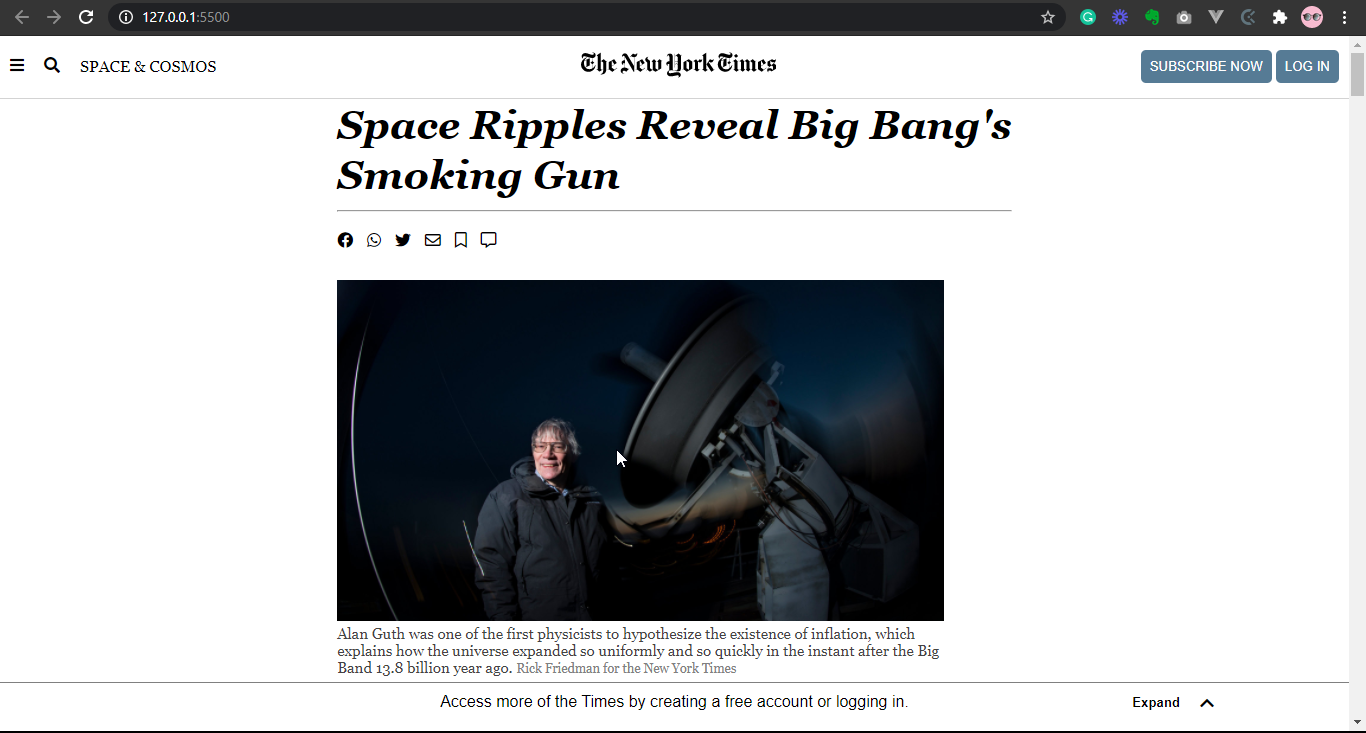 127.0.0.1:5500
SPACE & COSMOS
The New York Times
SUBSCRIBE NOW
LOG IN
Space Ripples Reveal Big Bang's
Smoking Gun
Alan Guth was one of the first physicists to hypothesize the existence of inflation, which
explains how the universe expanded so uniformly and so quickly in the instant after the Big
Band 13.8 billion year ago. Rick Friedman for the New York Times
Access more of the Times by creating a free account or logging in.
Expand